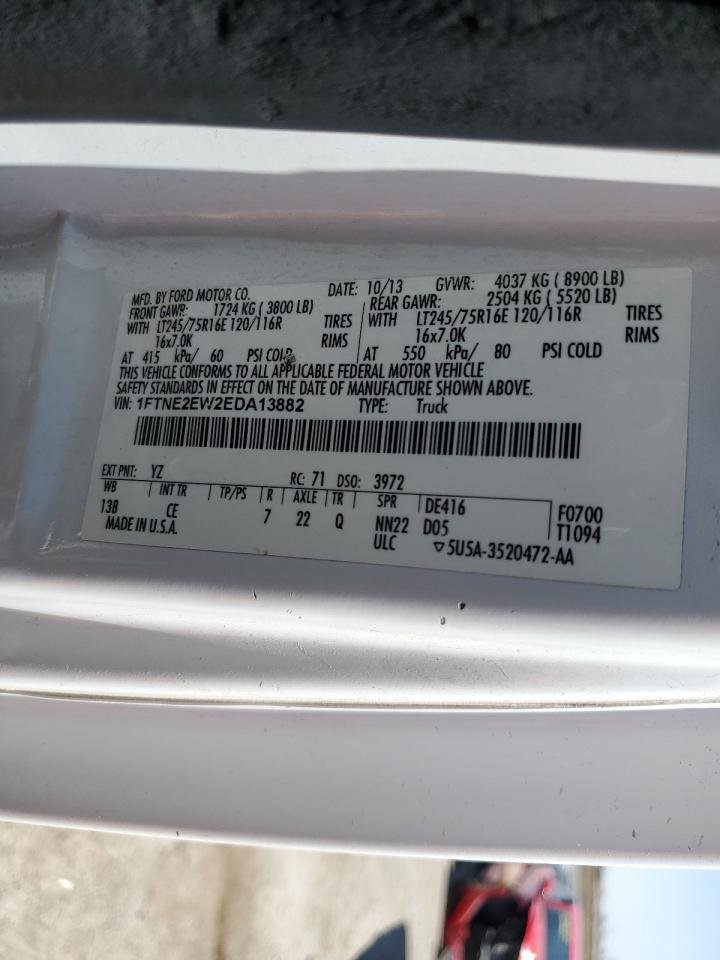 MFD. BY FORD MOTOR CO. DATE: 10/13 GVWR: 4037 KG ( 8900 LB)
FRONT GAWR: 1724 KG ( 3800 LB) REAR GAWR: 2504 KG ( 5520 LB)
WITH LT245/75R16E 120/116R TIRES WITH LT245/75R16E 120/116R TIRES
16x7.0K RIMS 16x7.0K RIMS
AT 415 kPa/ 60 PSI COLD AT 550 kPa/ 80 PSI COLD
THIS VEHICLE CONFORMS TO ALL APPLICABLE FEDERAL MOTOR VEHICLE
SAFETY STANDARDS IN EFFECT ON THE DATE OF MANUFACTURE SHOWN ABOVE.
VIN: 1FTNE2EW2EDA13882 TYPE: Truck
EXT PNT: YZ RC: 71 DSO: 3972
WB INT TR TP/PS R AXLE TR SPR DE416 F0700
138 CE 7 22 Q NN22 D05 T1094
MADE IN U.S.A. ULC ▽5U5A-3520472-AA